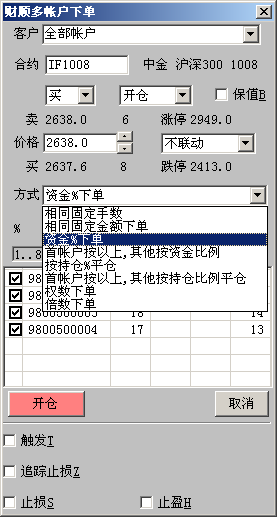 财顺多帐户下单
客户 全部帐户
合约 IF1008 中金 沪深300 1008
买 开仓 保值B
卖 2638.0 6 涨停 2949.0
价格 2638.0 不联动
买 2637.6 8 跌停 2413.0
方式 资金%下单
相同固定手数
相同固定金额下单
% 资金%下单
首帐户按以上,其他按资金比例
1..8 按持仓%平仓
98 首帐户按以上,其他按持仓比例平仓
98 权数下单
倍数下单
9800500003 18 14
9800500004 17 13
开仓 取消
触发T
追踪止损Z
止损S 止盈H